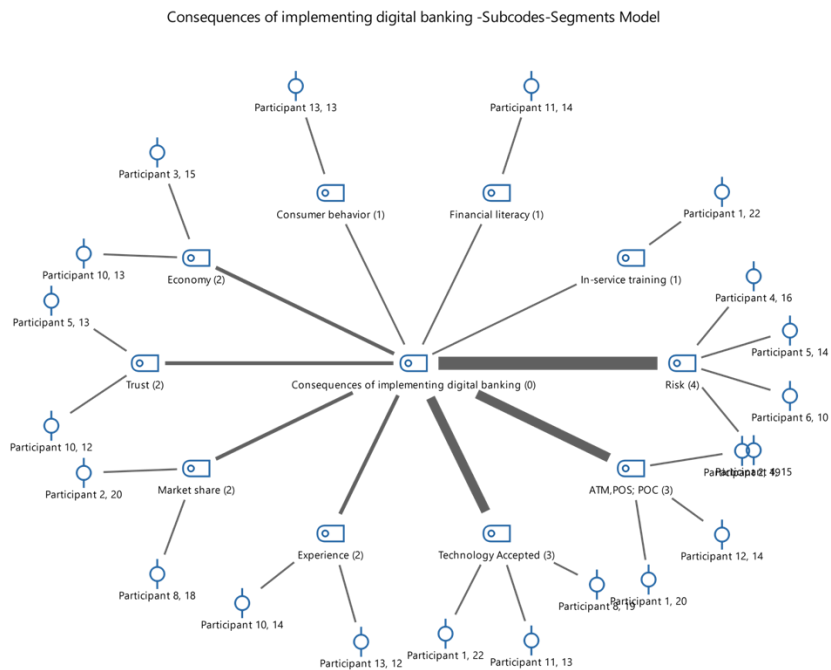 Consequences of implementing digital banking -Subcodes-Segments Model
Participant 13, 13
Participant 11, 14
Participant 3, 15
Consumer behavior (1)
Financial literacy (1)
Participant 1, 22
Participant 10, 13
Economy (2)
In-service training (1)
Participant 4, 16
Participant 5, 13
Participant 5, 14
Trust (2)
Consequences of implementing digital banking (0)
Risk (4)
Participant 6, 10
Participant 10, 12
Participant 2, 20
Market share (2)
ATM,POS; POC (3)
Participant 12, 14
Experience (2)
Technology Accepted (3)
Participant 8, 18
Participant 8, 19
Participant 1, 20
Participant 10, 14
Participant 1, 22
Participant 11, 13
Participant 13, 12